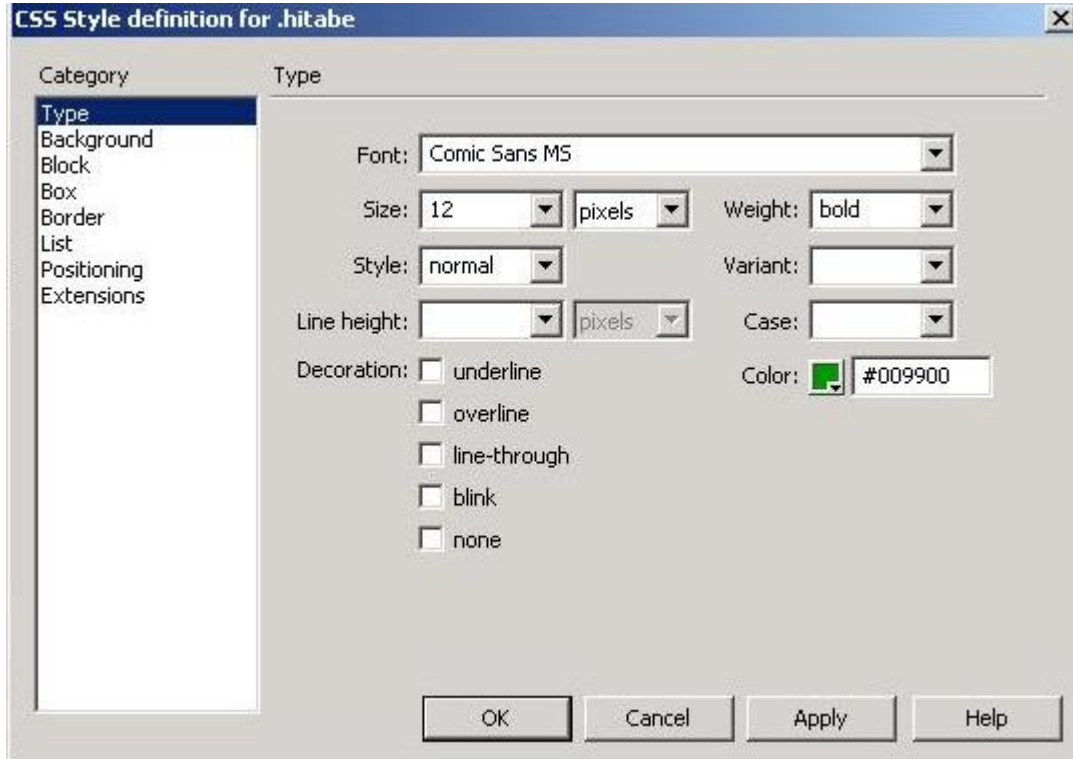 CSS Style definition for .hitabe
Category
Type
Type
Background
Block
Box
Border
List
Positioning
Extensions
Font: Comic Sans MS
Size: 12 pixels Weight: bold
Style: normal Variant:
Line height: pixels Case:
Decoration: underline Color: #009900
overline
line-through
blink
none
OK Cancel Apply Help